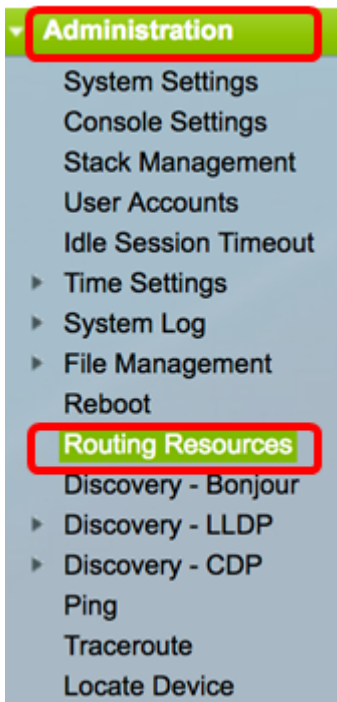 Administration
System Settings
Console Settings
Stack Management
User Accounts
Idle Session Timeout
Time Settings
System Log
File Management
Reboot
Routing Resources
Discovery - Bonjour
Discovery - LLDP
Discovery - CDP
Ping
Traceroute
Locate Device